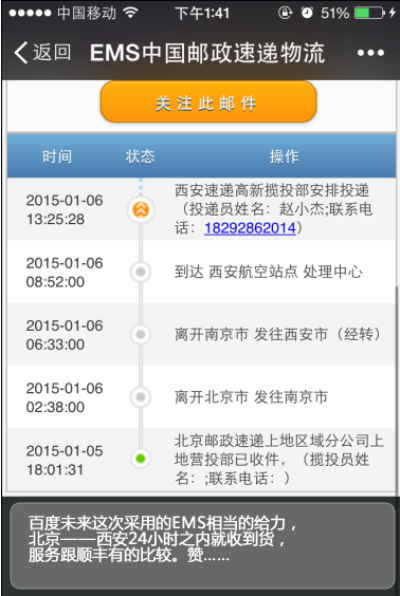 中国移动 下午1:41 51%
返回 EMS中国邮政速递物流
关注此邮件
时间 状态 操作
2015-01-06
13:25:28
西安速递高新揽投部安排投递
（投递员姓名：赵小杰;联系电
话：18292862014）
2015-01-06
08:52:00
到达 西安航空站点 处理中心
2015-01-06
06:33:00
离开南京市 发往西安市（经转）
2015-01-06
02:38:00
离开北京市 发往南京市
2015-01-05
18:01:31
北京邮政速递上地区域分公司上
地营投部已收件，（揽投员姓
名：;联系电话：）
百度未来这次采用的EMS相当的给力，
北京——西安24小时之内就收到货，
服务跟顺丰有的比较。赞......